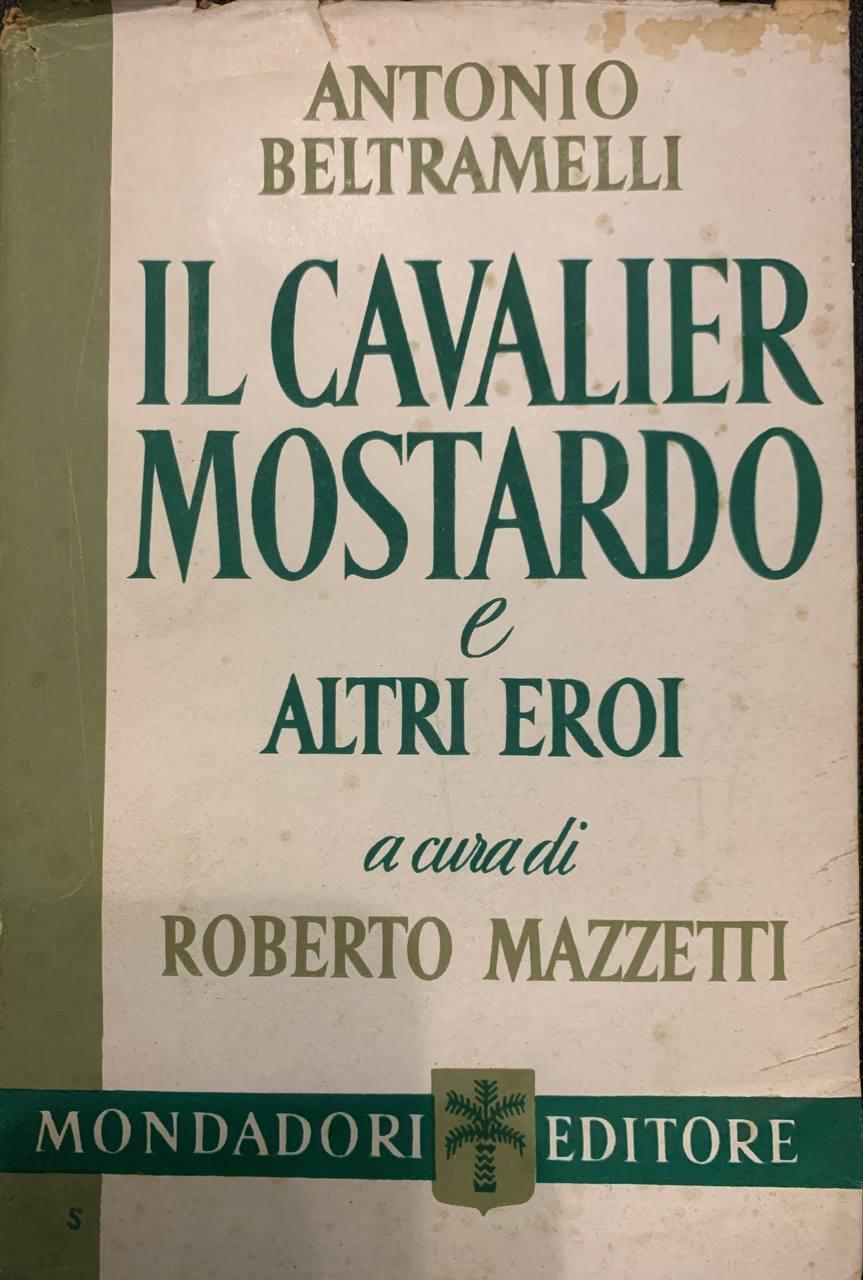 ANTONIO
BELTRAMELLI
IL CAVALIER
MOSTARDO
e
ALTRI EROI
a cura di
ROBERTO MAZZETTI
MONDADORI EDITORE
S